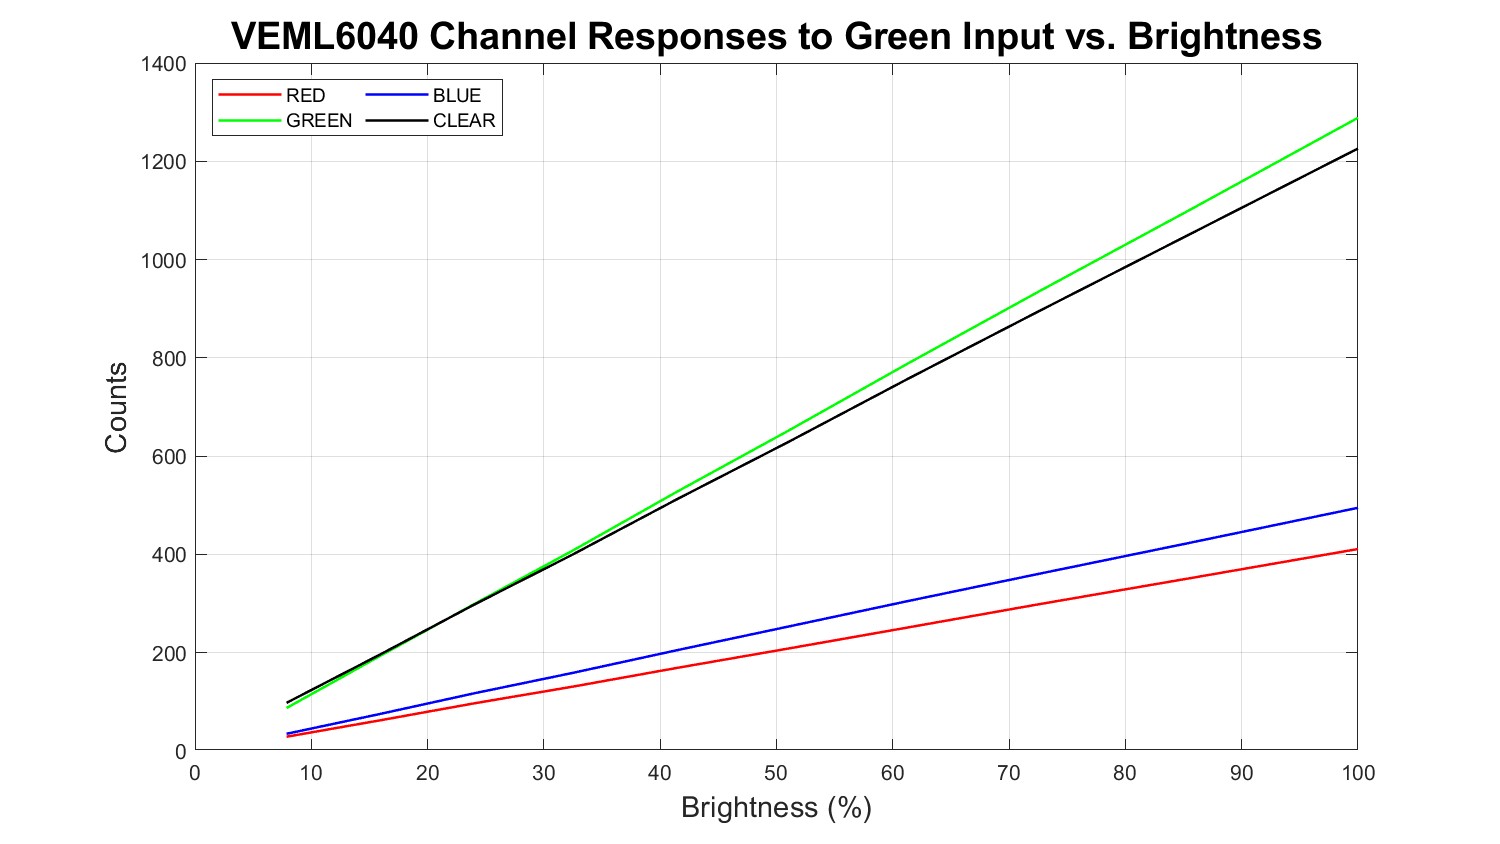 VEML6040 Channel Responses to Green Input vs. Brightness
1400
RED BLUE
GREEN CLEAR
1200
1000
800
600
400
200
0
Counts
0 10 20 30 40 50 60 70 80 90 100
Brightness (%)